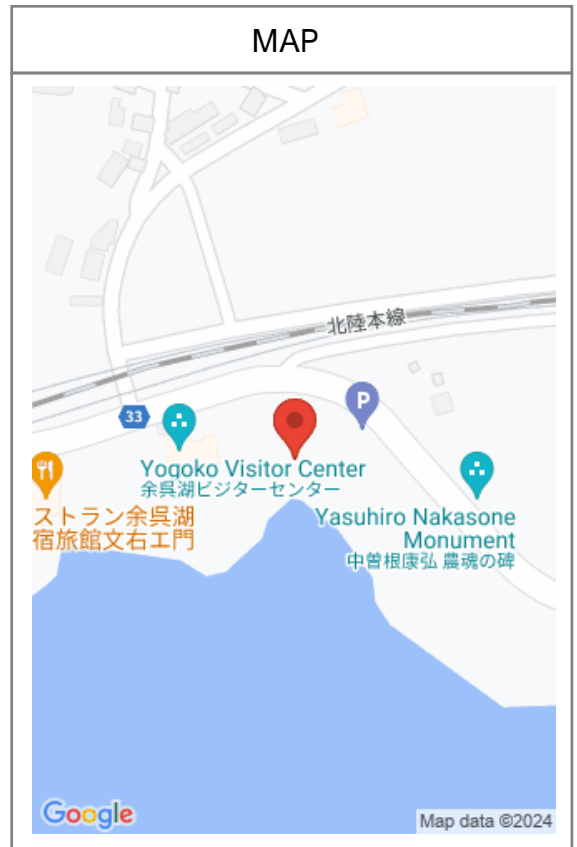 MAP
北陸本線
33
P
Yoqoko Visitor Center
余呉湖ビジターセンター
ストラン余呉湖
宿旅館文右エ門
Yasuhiro Nakasone
Monument
中曽根康弘 農魂の碑
Google
Map data ©2024